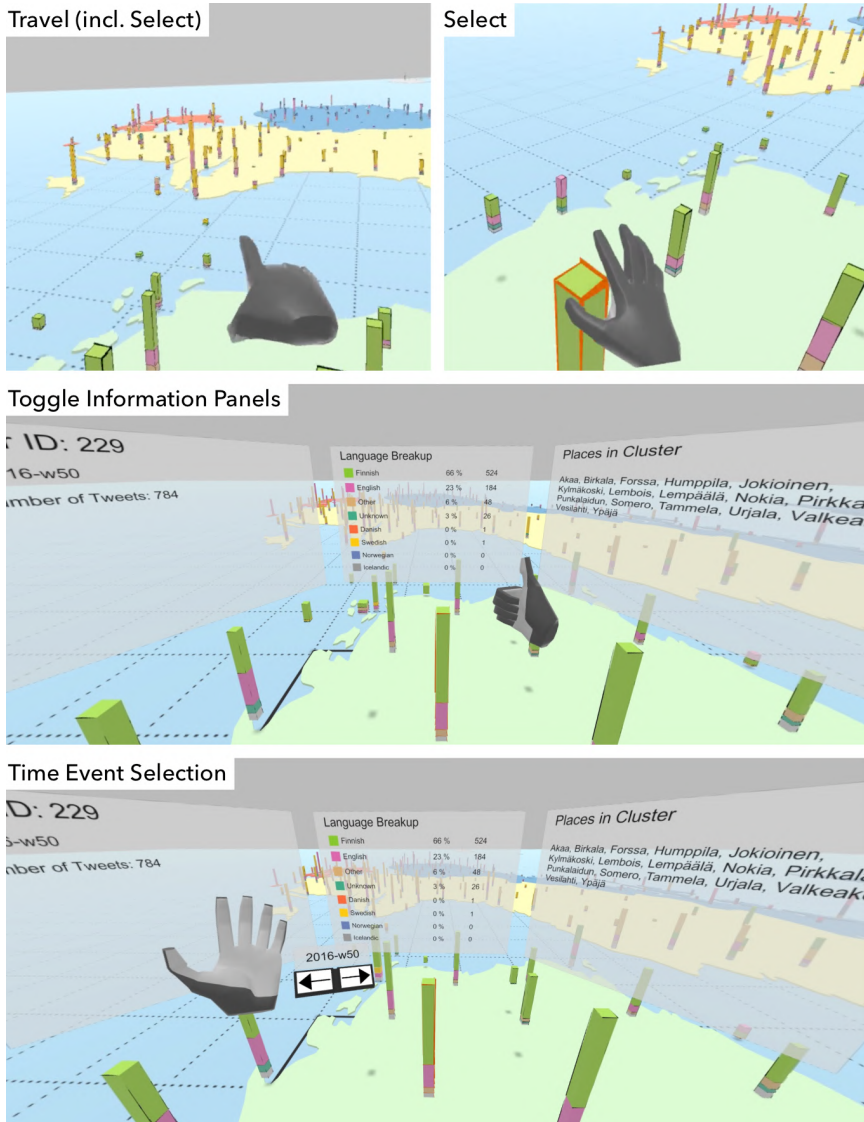 Travel (incl. Select)
Select
Toggle Information Panels
r ID: 229
016-w50
umber of Tweets: 784
Language Breakup
Finnish 66 % 524
English 23 % 184
Other 6 % 48
Unknown 3 % 26
Danish 0 % 1
Swedish 0 % 1
Norwegian 0 % 0
Icelandic 0 % 0
Places in Cluster
Akaa, Birkala, Forssa, Humppila, Jokioinen,
Kylmäkoski, Lembois, Lempäälä, Nokia, Pirkka
Punkalaidun, Somero, Tammela, Urjala, Valkea
Vesilahti, Ypäjä
Time Event Selection
ID: 229
6-w50
mber of Tweets: 784
Language Breakup
Finnish 66 % 524
English 23 % 184
Other 6 % 48
Unknown 3 % 26
Danish 0 % 1
Swedish 0 % 1
Norwegian 0 % 0
Icelandic 0 % 0
2016-w50
Places in Cluster
Akaa, Birkala, Forssa, Humppila, Jokioinen,
Kylmäkoski, Lembois, Lempäälä, Nokia, Pirkkala
Punkalaidun, Somero, Tammela, Urjala, Valkeak
Vesilahti, Ypäjä